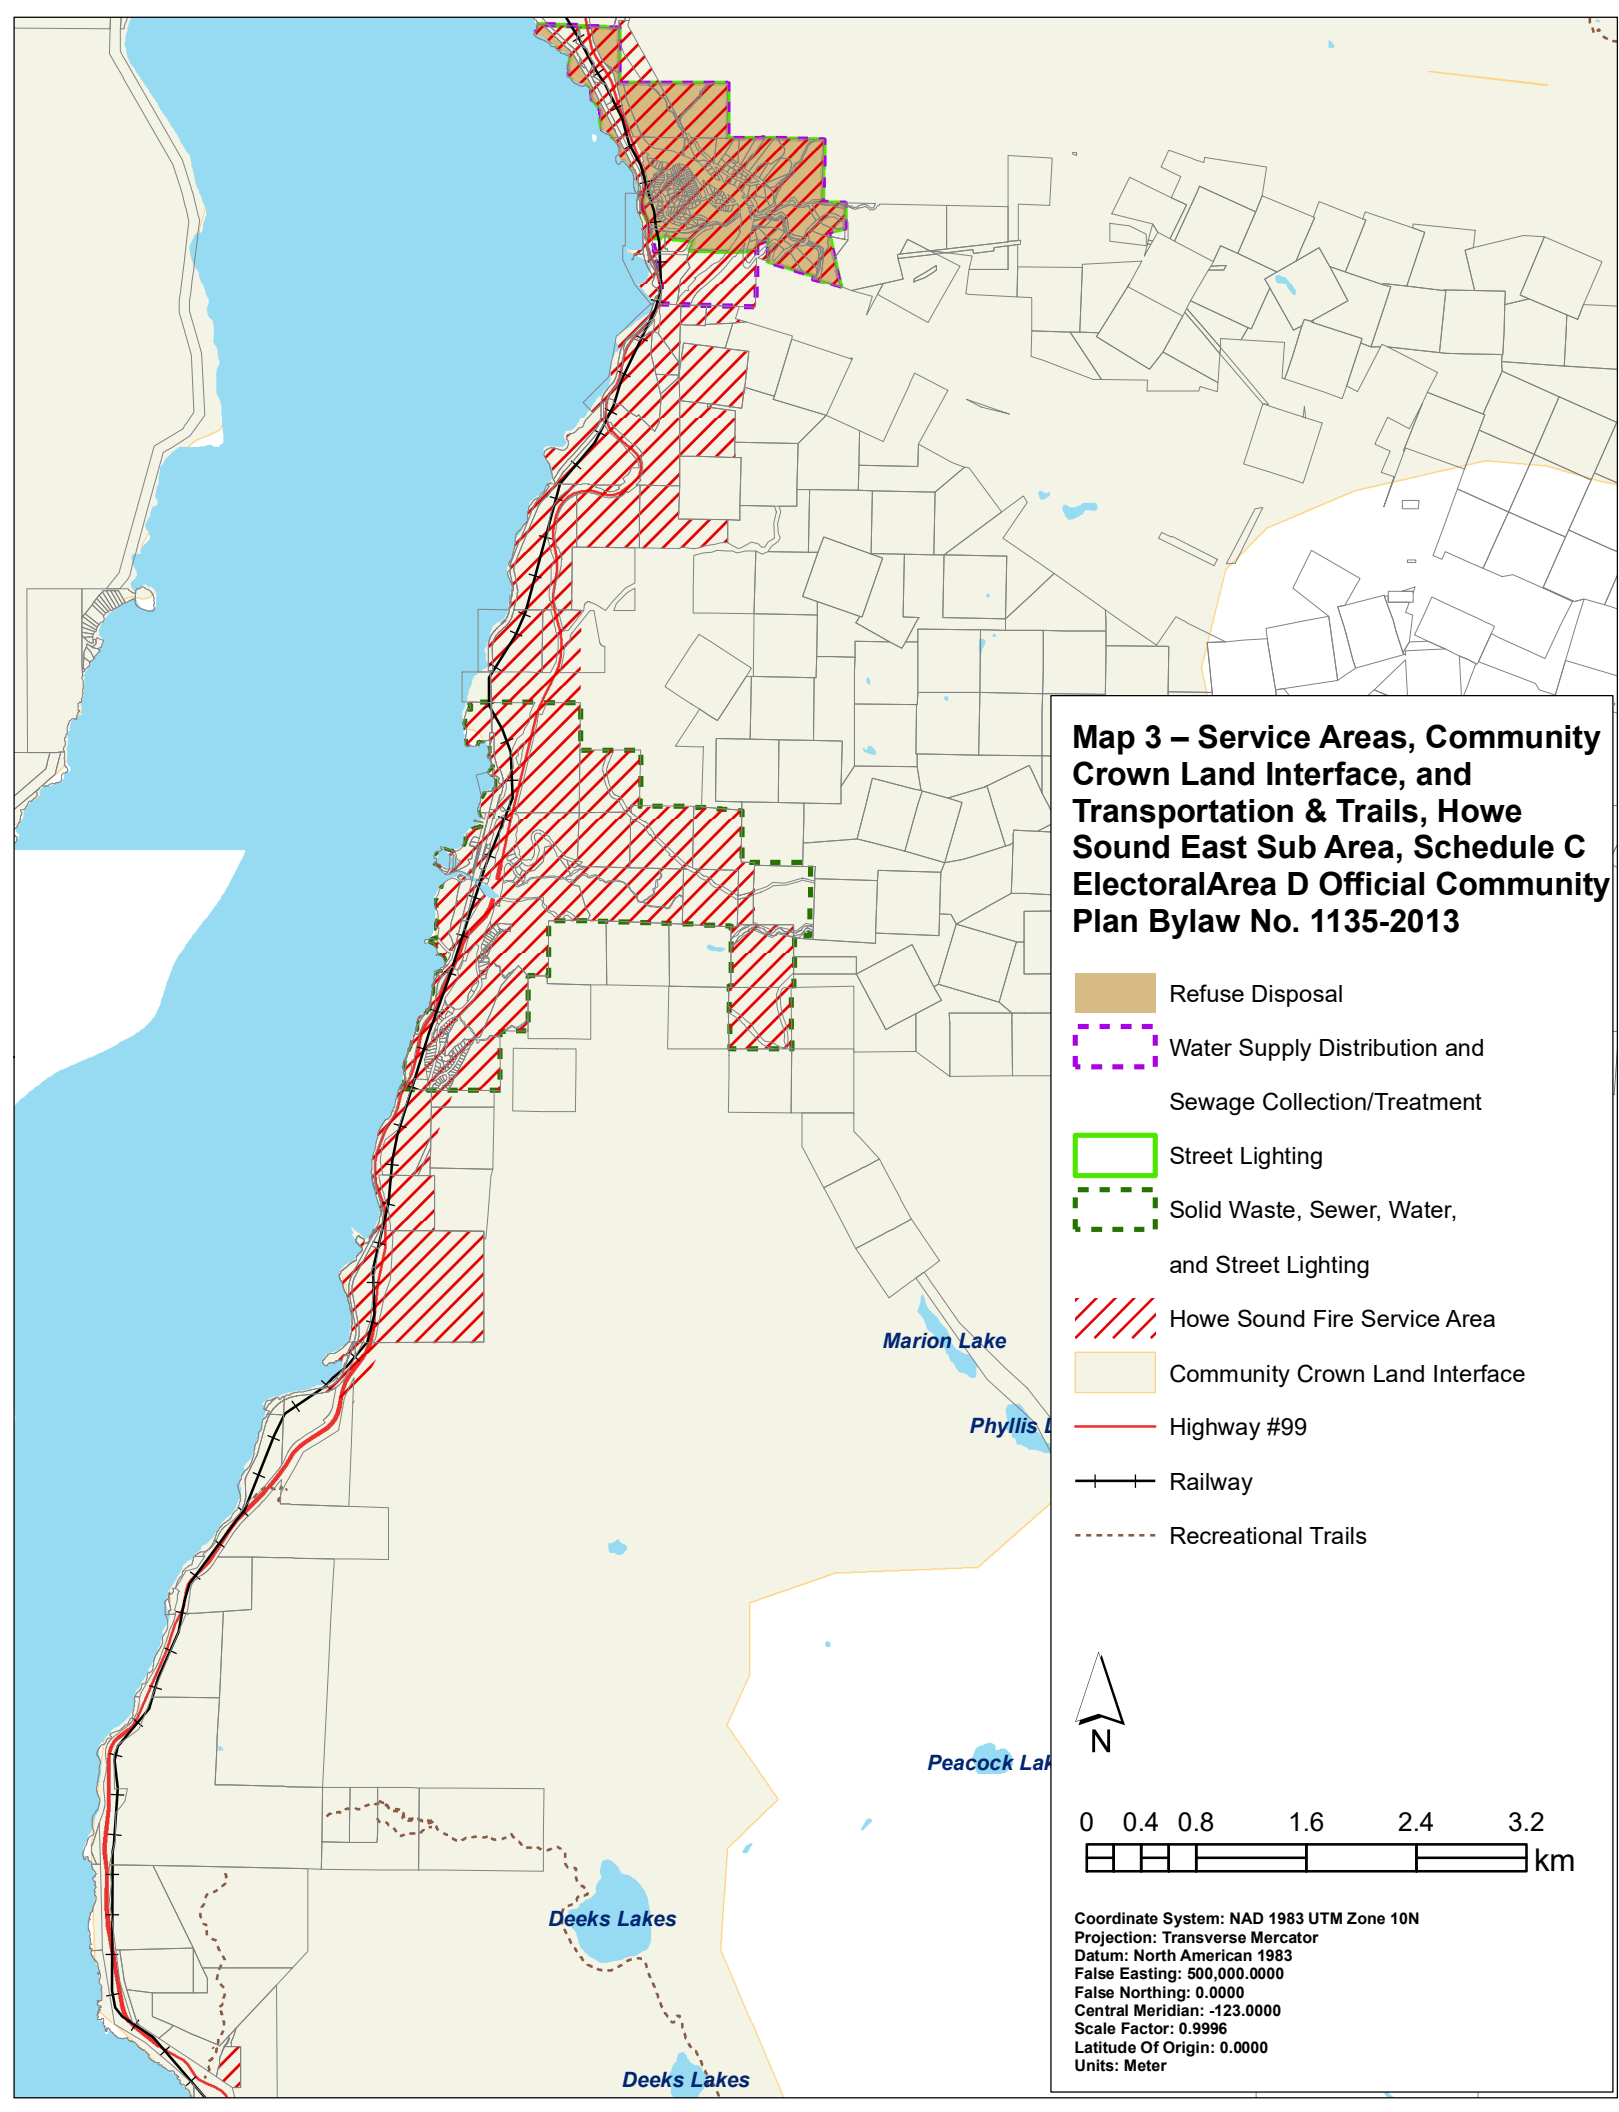 Map 3 – Service Areas, Community
Crown Land Interface, and
Transportation & Trails, Howe
Sound East Sub Area, Schedule C
ElectoralArea D Official Community
Plan Bylaw No. 1135-2013
Refuse Disposal
Water Supply Distribution and
Sewage Collection/Treatment
Street Lighting
Solid Waste, Sewer, Water,
and Street Lighting
Howe Sound Fire Service Area
Community Crown Land Interface
Highway #99
Railway
Recreational Trails
Marion Lake
Phyllis
Peacock Lak
Deeks Lakes
Deeks Lakes
N
0 0.4 0.8 1.6 2.4 3.2
km
Coordinate System: NAD 1983 UTM Zone 10N
Projection: Transverse Mercator
Datum: North American 1983
False Easting: 500,000.0000
False Northing: 0.0000
Central Meridian: -123.0000
Scale Factor: 0.9996
Latitude Of Origin: 0.0000
Units: Meter